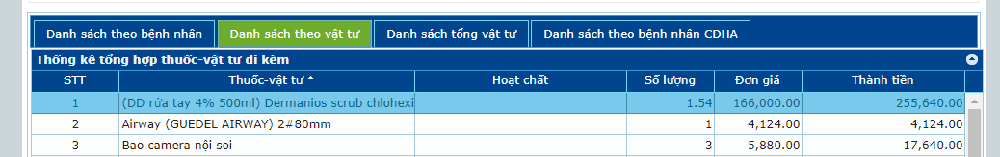 Danh sách theo bệnh nhân Danh sách theo vật tư Danh sách tổng vật tư Danh sách theo bệnh nhân CDHA
Thống kê tổng hợp thuốc-vật tư đi kèm
STT Thuốc-vật tư Hoạt chất Số lượng Đơn giá Thành tiền
1 (DD rửa tay 4% 500ml) Dermanios scrub chlohexi 1.54 166,000.00 255,640.00
2 Airway (GUEDEL AIRWAY) 2#80mm 1 4,124.00 4,124.00
3 Bao camera nội soi 3 5,880.00 17,640.00